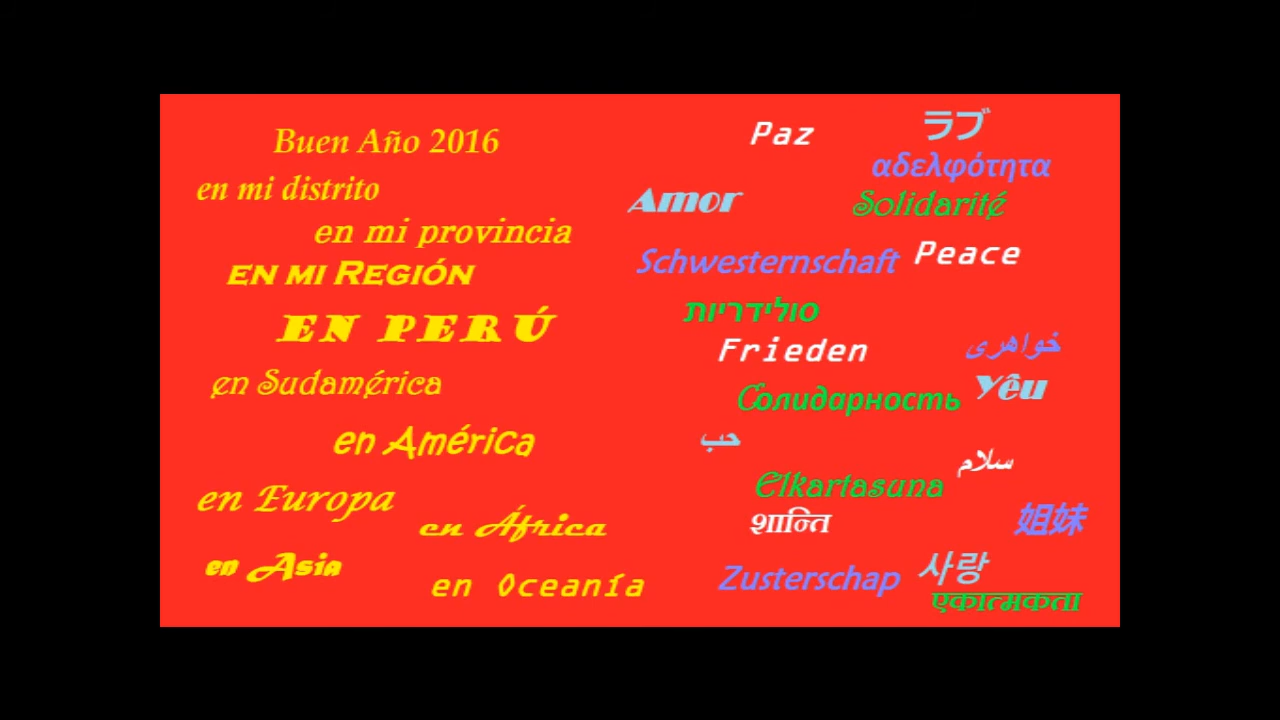 Buen Año 2016
en mi distrito
en mi provincia
EN MI REGIÓN
EN PERÚ
en Sudamérica
en América
en Europa
en África
en Asia
en Oceanía
Paz
ラブ
αδελφότητα
Amor
Solidarité
Schwesternschaft
Peace
סולידריות
Frieden
خواهری
Солидарность
Yêu
حب
سلام
Elkartasuna
शान्ति
姐妹
Zusterschap
사랑
एकात्मकता